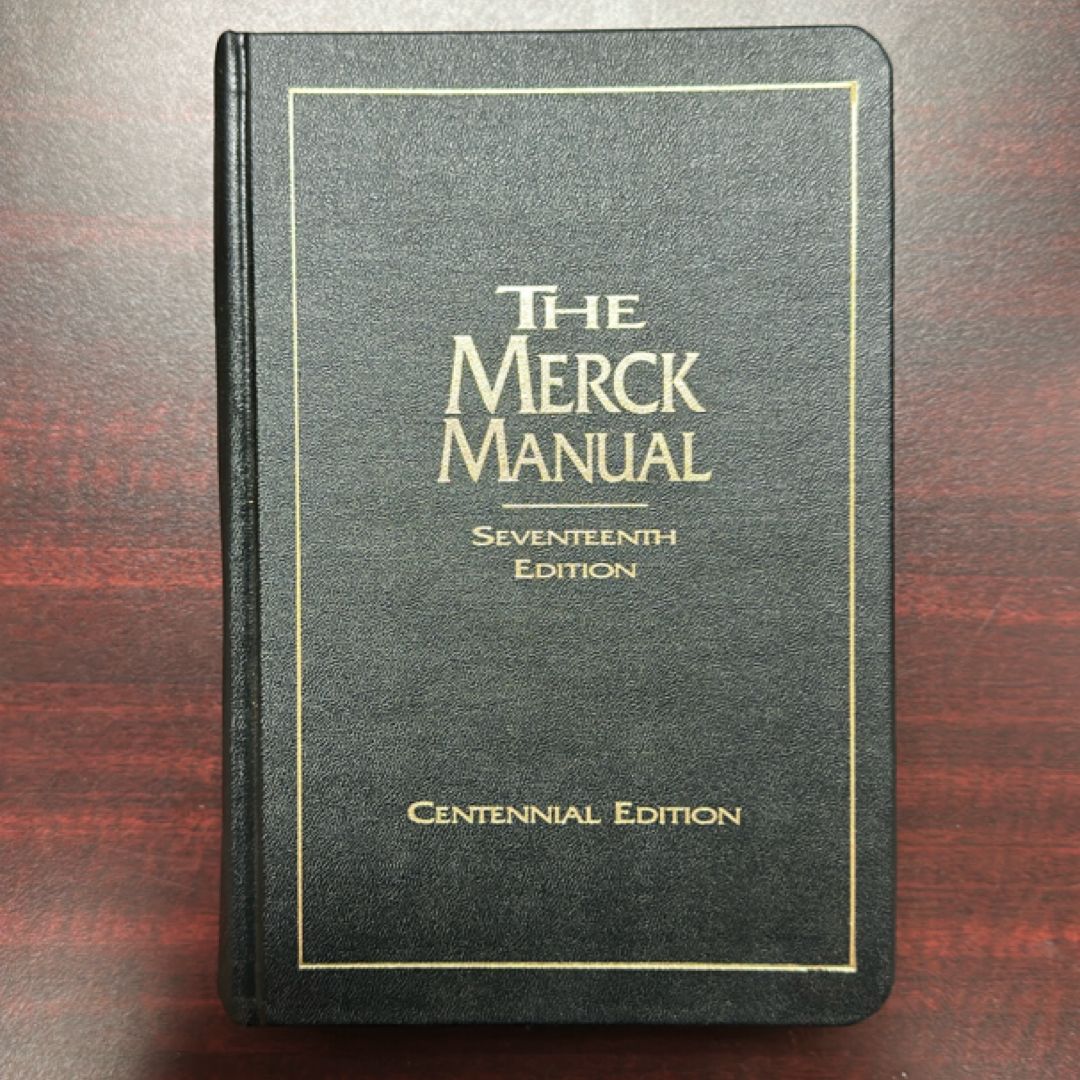 THE
MERCK
MANUAL
SEVENTEENTH
EDITION
CENTENNIAL EDITION